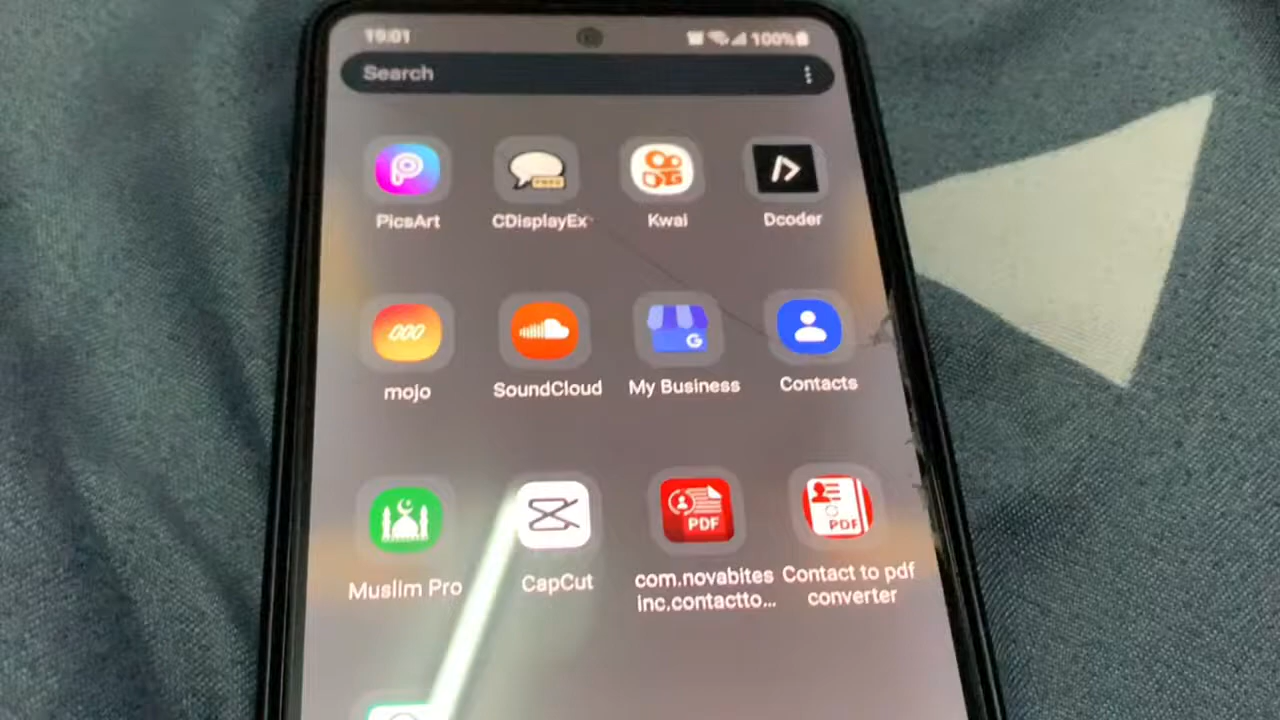 19:01 100%
Search
PicsArt CDisplayEx Kwai Dcoder
mojo SoundCloud My Business Contacts
G
PDF PDF
Muslim Pro CapCut com.novabites Contact to pdf
inc.contactto... converter